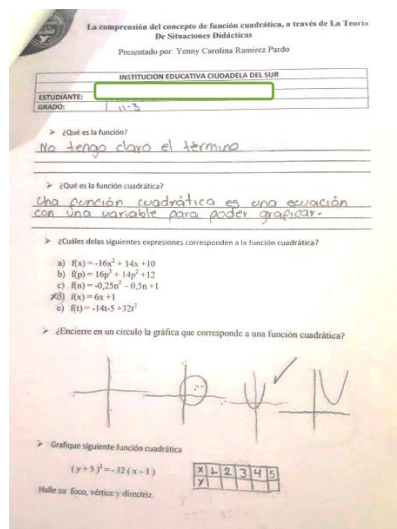 La comprensión del concepto de función cuadrática, a través de La Teoría
De Situaciones Didácticas
Presentado por: Yenny Carolina Ramírez Pardo
INSTITUCION EDUCATIVA CIUDADELA DEL SUR
ESTUDIANTE:
GRADO: 11-3
➢ ¿Qué es la función?
No tengo claro el término
➢ ¿Qué es la función cuadrática?
Una función cuadrática es una ecuación
con una variable para poder graficar.
➢ ¿Cuáles delas siguientes expresiones corresponden a la función cuadrática?
a) f(x) = -16x² + 14x +10
b) f(p) = 16p³ + 14p² +12
c) f(n) = -0,25n² – 0,5n +1
d) f(x) = 6x +1
e) f(t) = -14t-5 +32t²
➢ ¿Encierre en un circulo la gráfica que corresponde a una función cuadrática?
➢ Grafique siguiente función cuadrática
( y + 5 )² = - 12 ( x – 1 )
X 1 2 3 4 5
Y
Halle su foco, vértice y directriz.